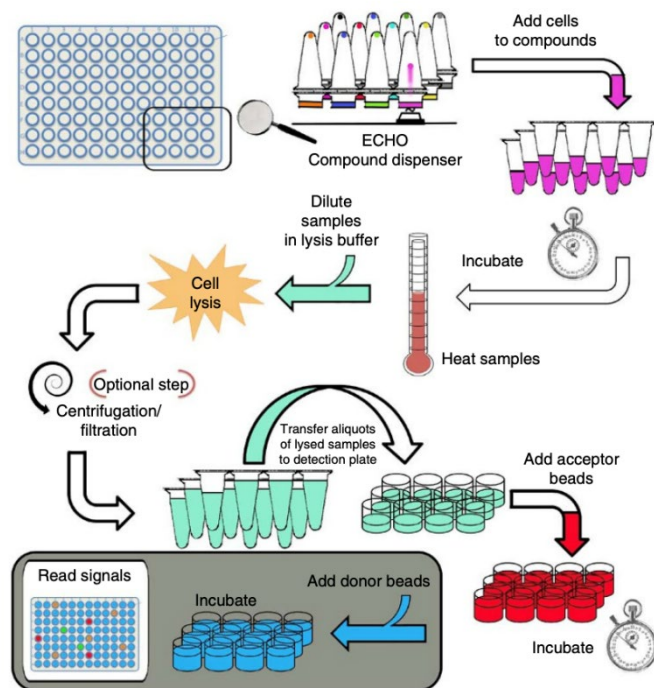 ECHO
Compound dispenser
Add cells
to compounds
Incubate
Heat samples
Dilute
samples
in lysis buffer
Cell
lysis
Optional step
Centrifugation/
filtration
Transfer aliquots
of lysed samples
to detection plate
Add acceptor
beads
Incubate
Add donor beads
Incubate
Read signals